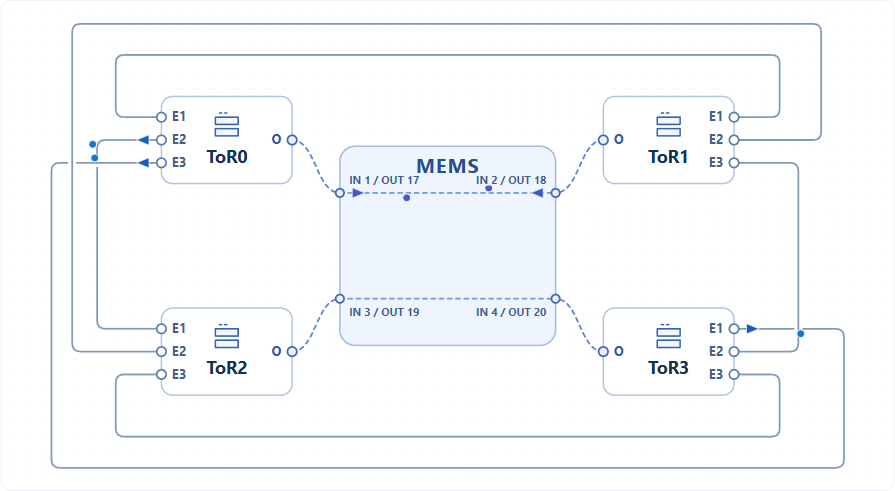 E1
E2
E3
ToR0
O
O
ToR1
E1
E2
E3
MEMS
IN 1 / OUT 17
IN 2 / OUT 18
IN 3 / OUT 19
IN 4 / OUT 20
E1
E2
E3
ToR2
O
O
ToR3
E1
E2
E3